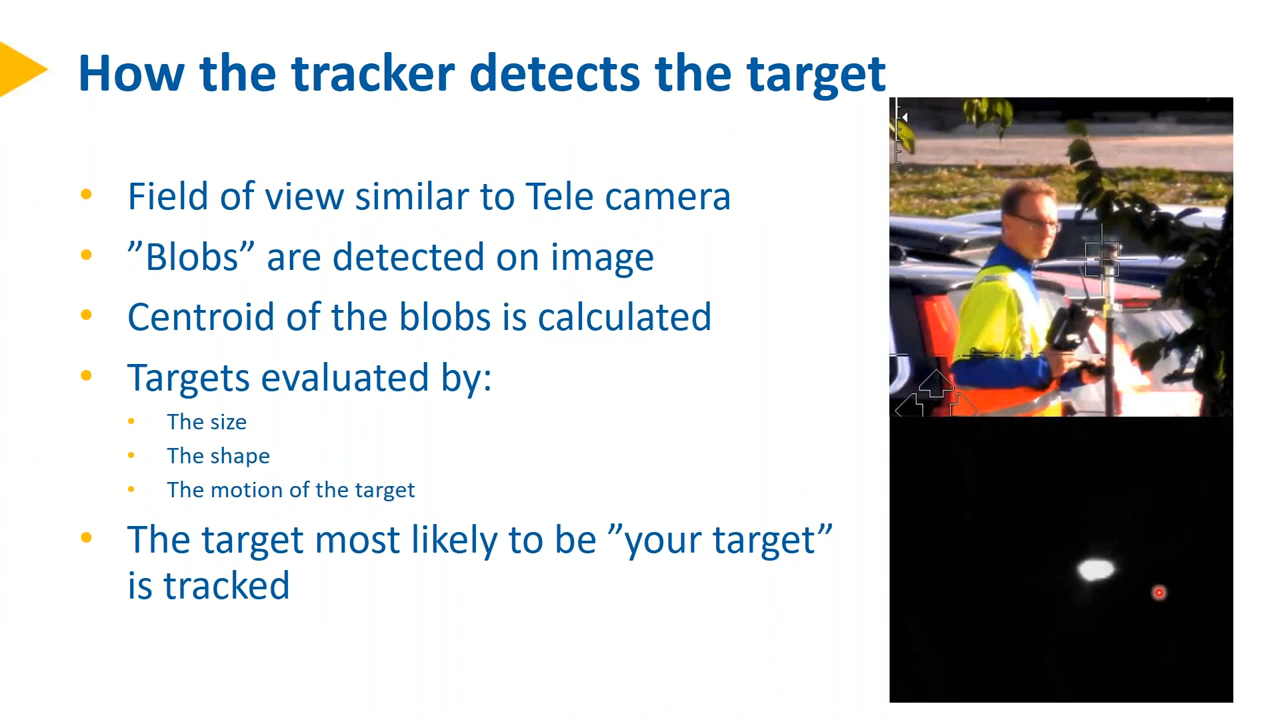 How the tracker detects the target
• Field of view similar to Tele camera
• ”Blobs” are detected on image
• Centroid of the blobs is calculated
• Targets evaluated by:
• The size
• The shape
• The motion of the target
• The target most likely to be ”your target”
is tracked